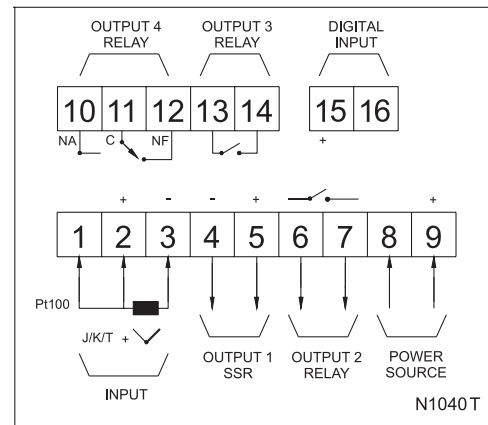 OUTPUT 4 OUTPUT 3 DIGITAL
RELAY RELAY INPUT
10 11 12 13 14 15 16
NA C NF +
+ - - + +
1 2 3 4 5 6 7 8 9
Pt100
J/K/T +
OUTPUT 1 OUTPUT 2 POWER
SSR RELAY SOURCE
INPUT
N1040T